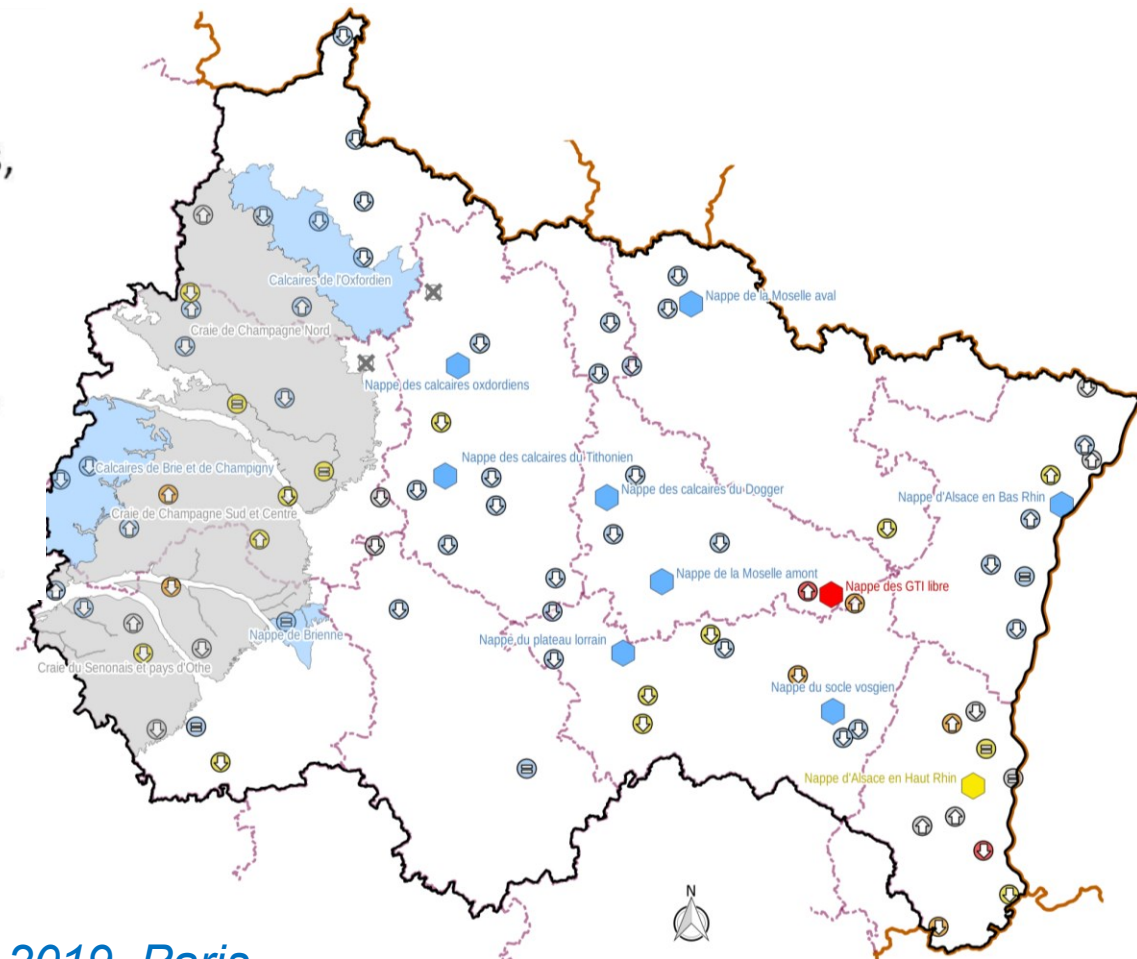 Calcaires de l'Oxfordien
Nappe de la Moselle aval
Craie de Champagne Nord
Nappe des calcaires oxdordiens
Calcaires de Brie et de Champigny
Nappe des calcaires du Tithonien
Nappe des calcaires du Dogger
Nappe d'Alsace en Bas Rhin
Craie de Champagne Sud et Centre
Nappe de la Moselle amont
Nappe des GTI libre
Nappe de Brienne
Nappe du plateau lorrain
Craie du Senonais et pays d'Othe
Nappe du socle vosgien
Nappe d'Alsace en Haut Rhin
N
2019, Paris